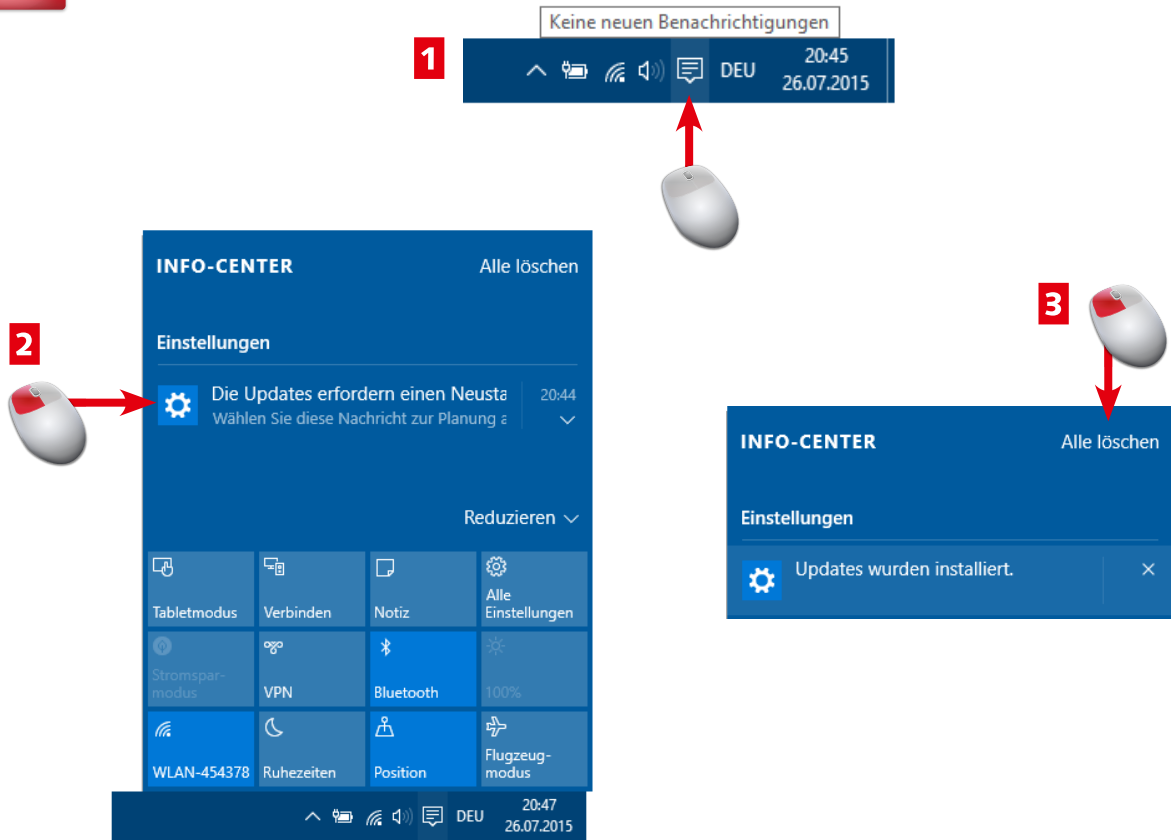 Keine neuen Benachrichtigungen
1
DEU
20:45
26.07.2015
2
INFO-CENTER
Alle löschen
Einstellungen
Die Updates erfordern einen Neusta
20:44
Wählen Sie diese Nachricht zur Planung a
Reduzieren
Tabletmodus
Verbinden
Notiz
Alle
Einstellungen
Stromspar-
modus
VPN
Bluetooth
100%
WLAN-454378
Ruhezeiten
Position
Flugzeug-
modus
DEU
20:47
26.07.2015
3
INFO-CENTER
Alle löschen
Einstellungen
Updates wurden installiert.